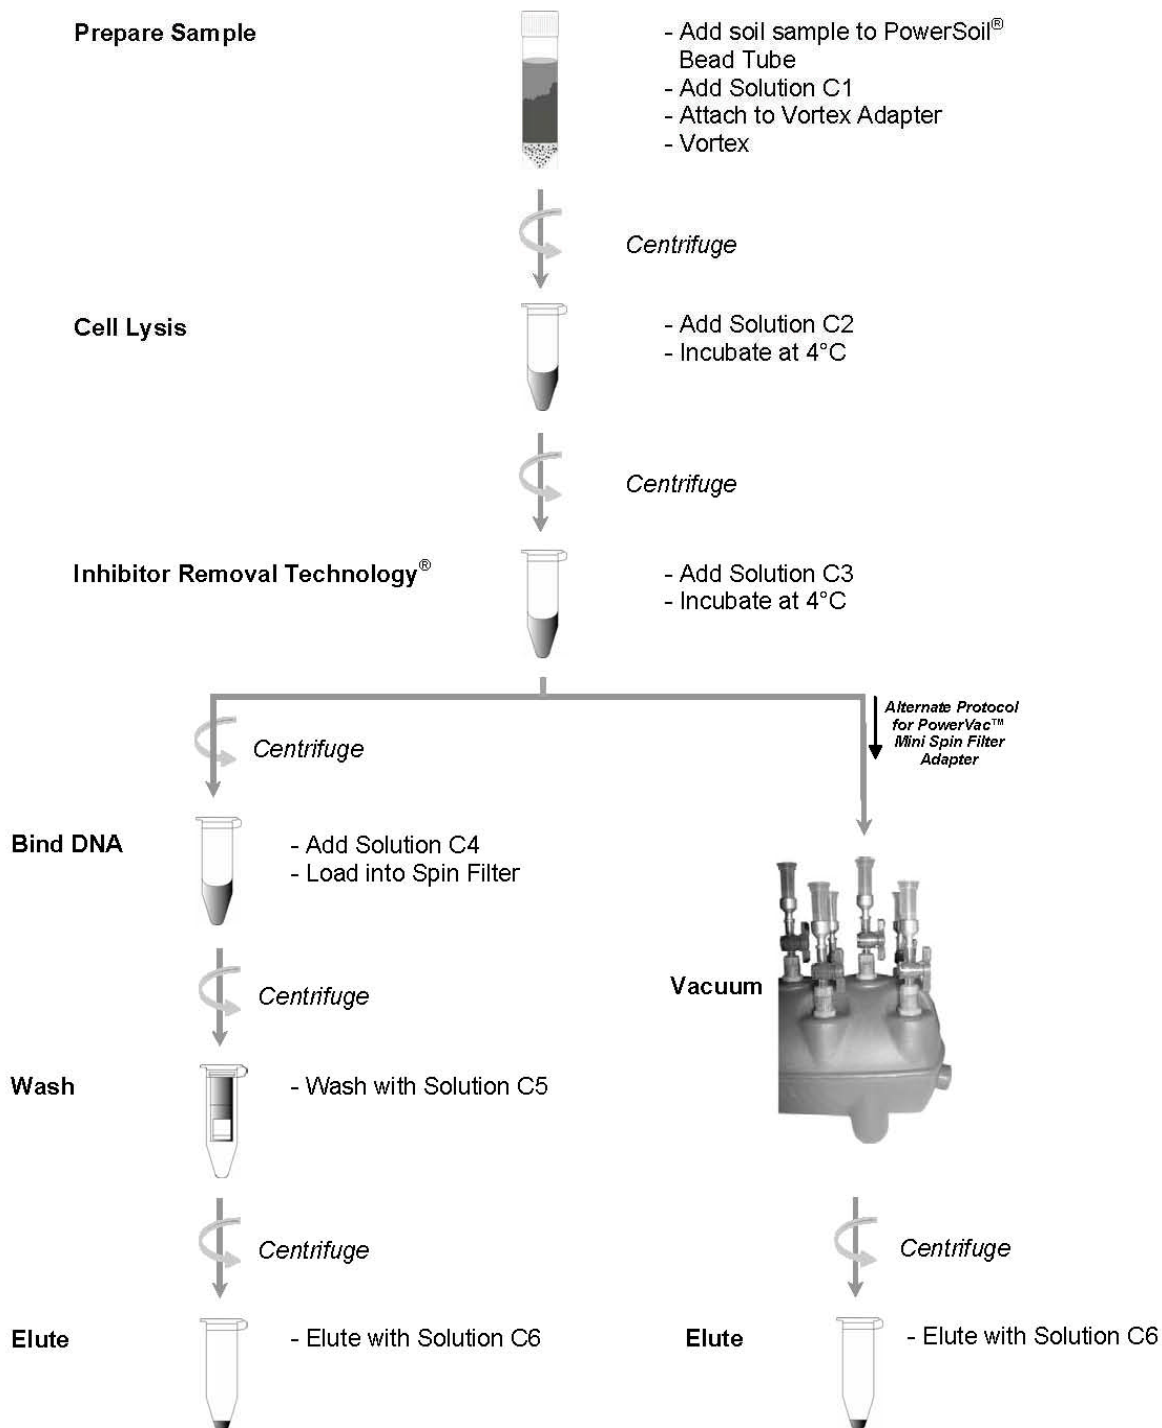 Prepare Sample
- Add soil sample to PowerSoil®
Bead Tube
- Add Solution C1
- Attach to Vortex Adapter
- Vortex
Centrifuge
Cell Lysis
- Add Solution C2
- Incubate at 4°C
Centrifuge
Inhibitor Removal Technology®
- Add Solution C3
- Incubate at 4°C
Centrifuge
Alternate Protocol
for PowerVac™
Mini Spin Filter
Adapter
Bind DNA
- Add Solution C4
- Load into Spin Filter
Centrifuge
Vacuum
Wash
- Wash with Solution C5
Centrifuge
Centrifuge
Elute
- Elute with Solution C6
Elute
- Elute with Solution C6